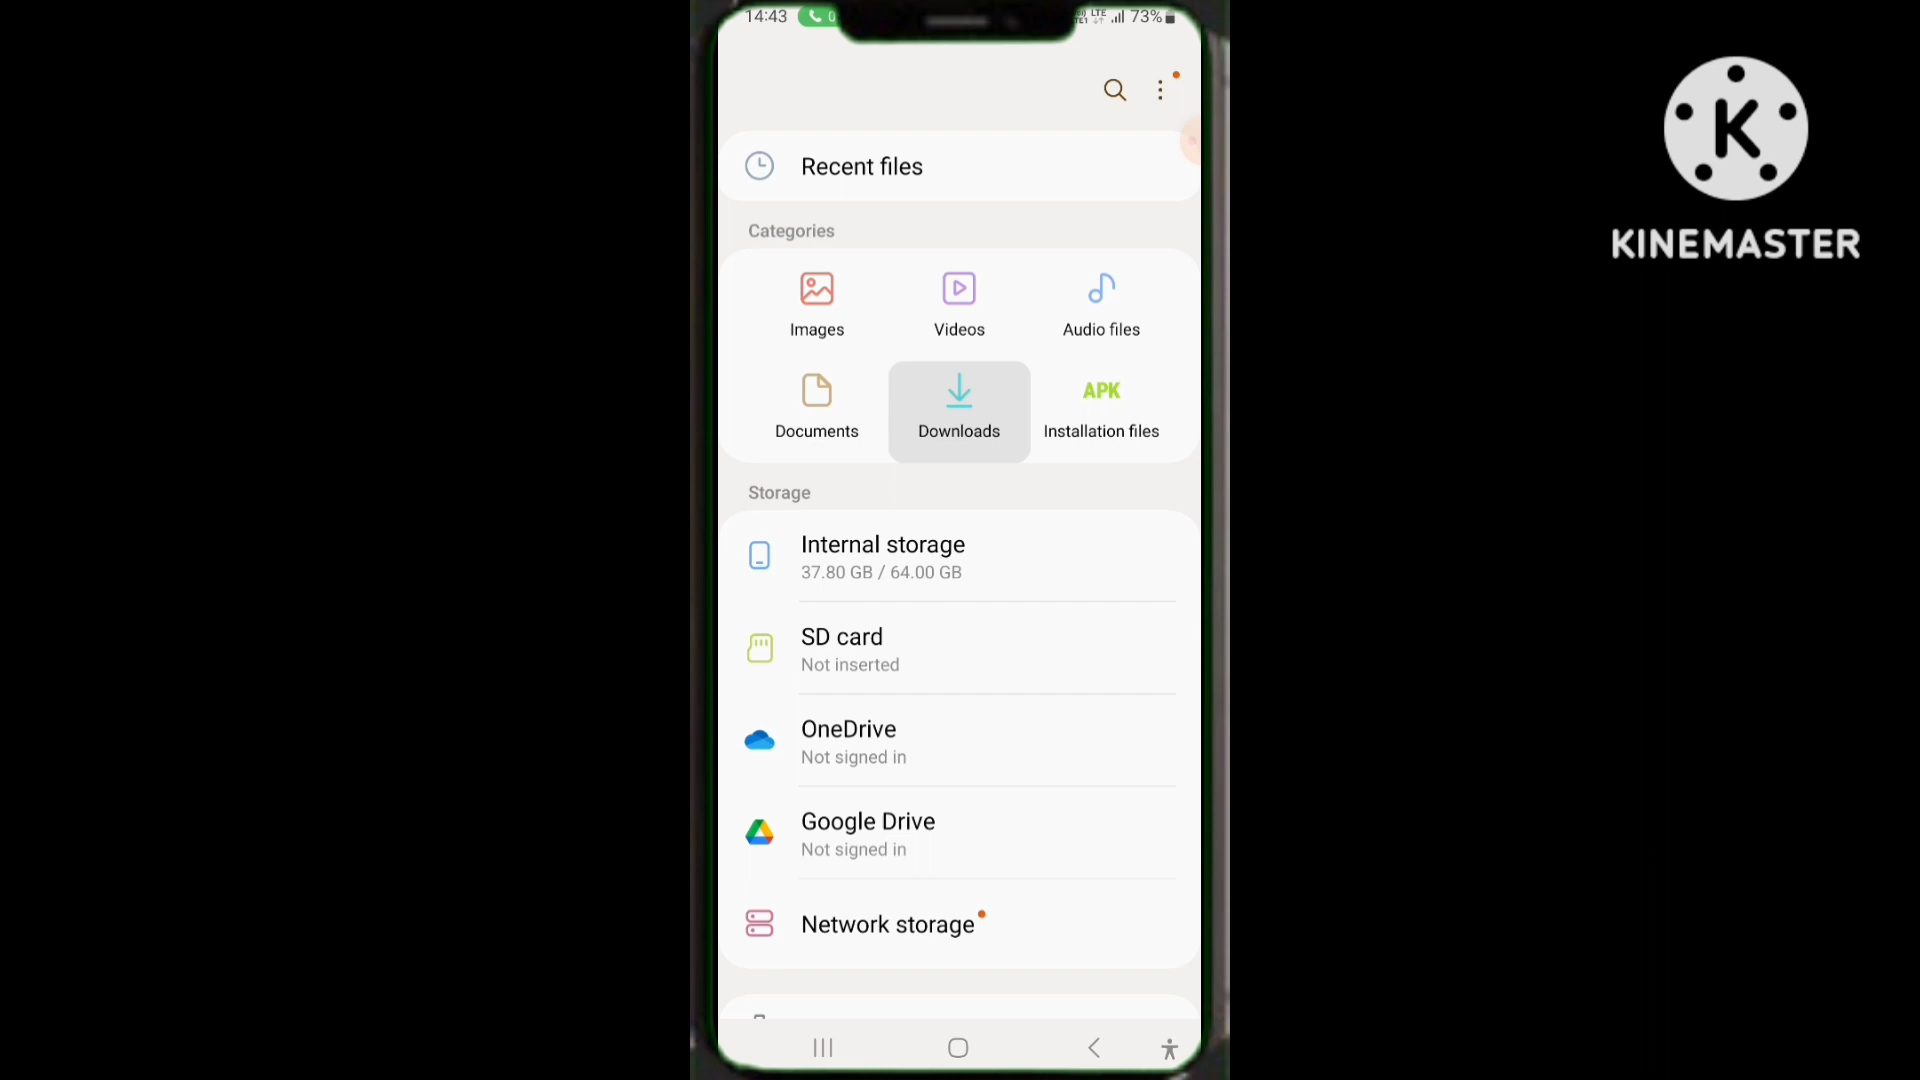 14:43
LTE
73%
K
KINEMASTER
Recent files
Categories
Images
Videos
Audio files
Documents
Downloads
APK
Installation files
Storage
Internal storage
37.80 GB / 64.00 GB
SD card
Not inserted
OneDrive
Not signed in
Google Drive
Not signed in
Network storage